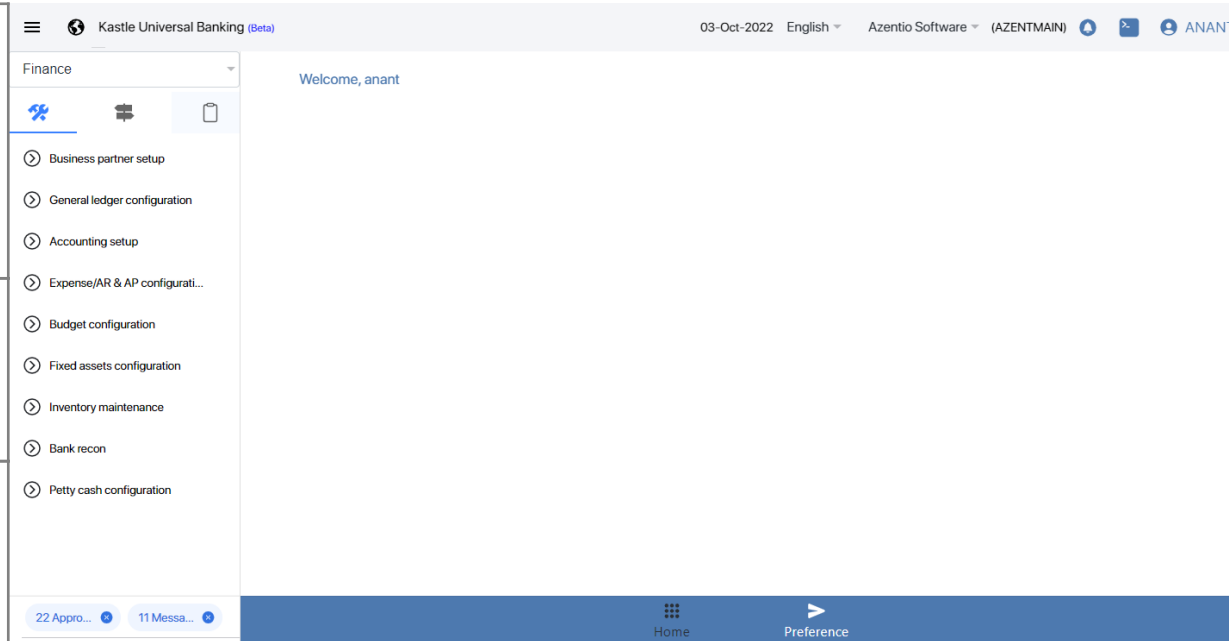 Kastle Universal Banking (Beta)
03-Oct-2022 English Azentio Software (AZENTMAIN) ANANT
Finance
Welcome, anant
Business partner setup
General ledger configuration
Accounting setup
Expense/AR & AP configurati...
Budget configuration
Fixed assets configuration
Inventory maintenance
Bank recon
Petty cash configuration
22 Appro... 11 Messa...
Home Preference